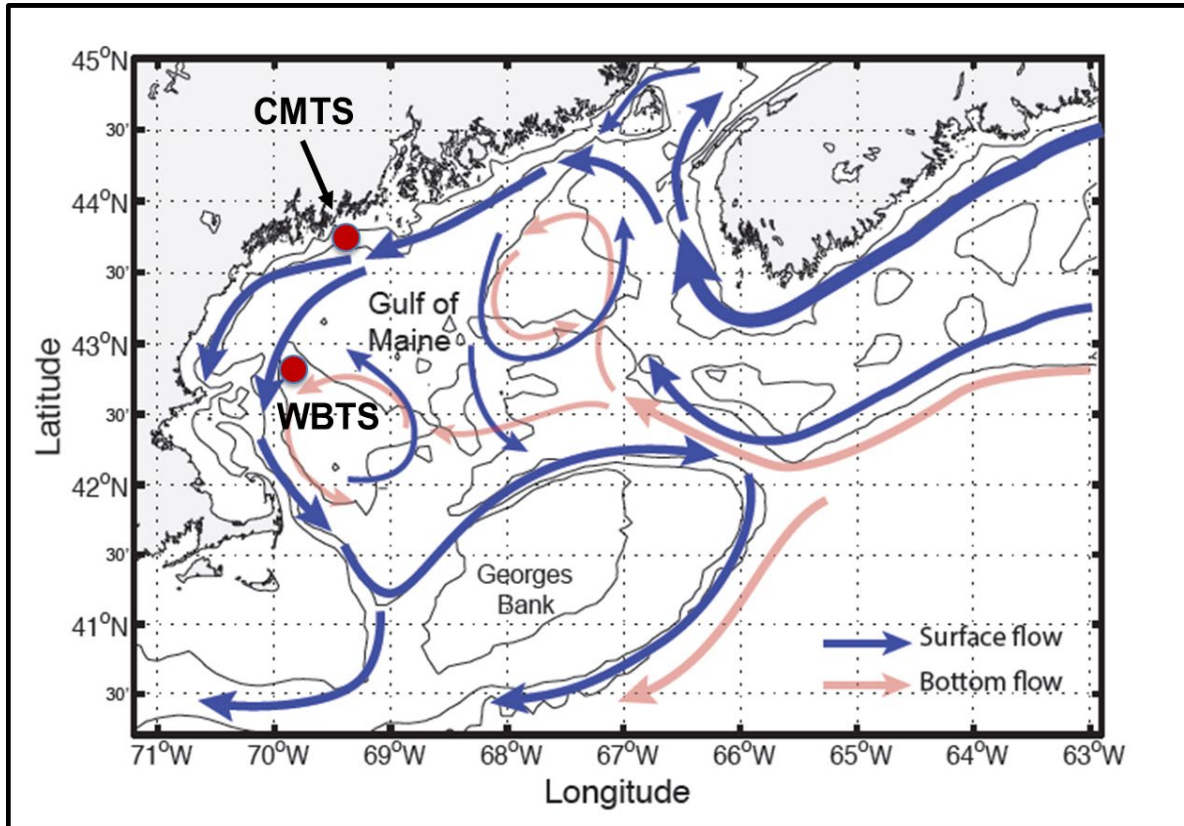 45°N
CMTS
30'
44°N
30'
Gulf of
Maine
43°N
Latitude
30'
WBTS
42°N
30'
Georges
Bank
41°N
Surface flow
Bottom flow
30'
71°W 70°W 69°W 68°W 67°W 66°W 65°W 64°W 63°W
Longitude